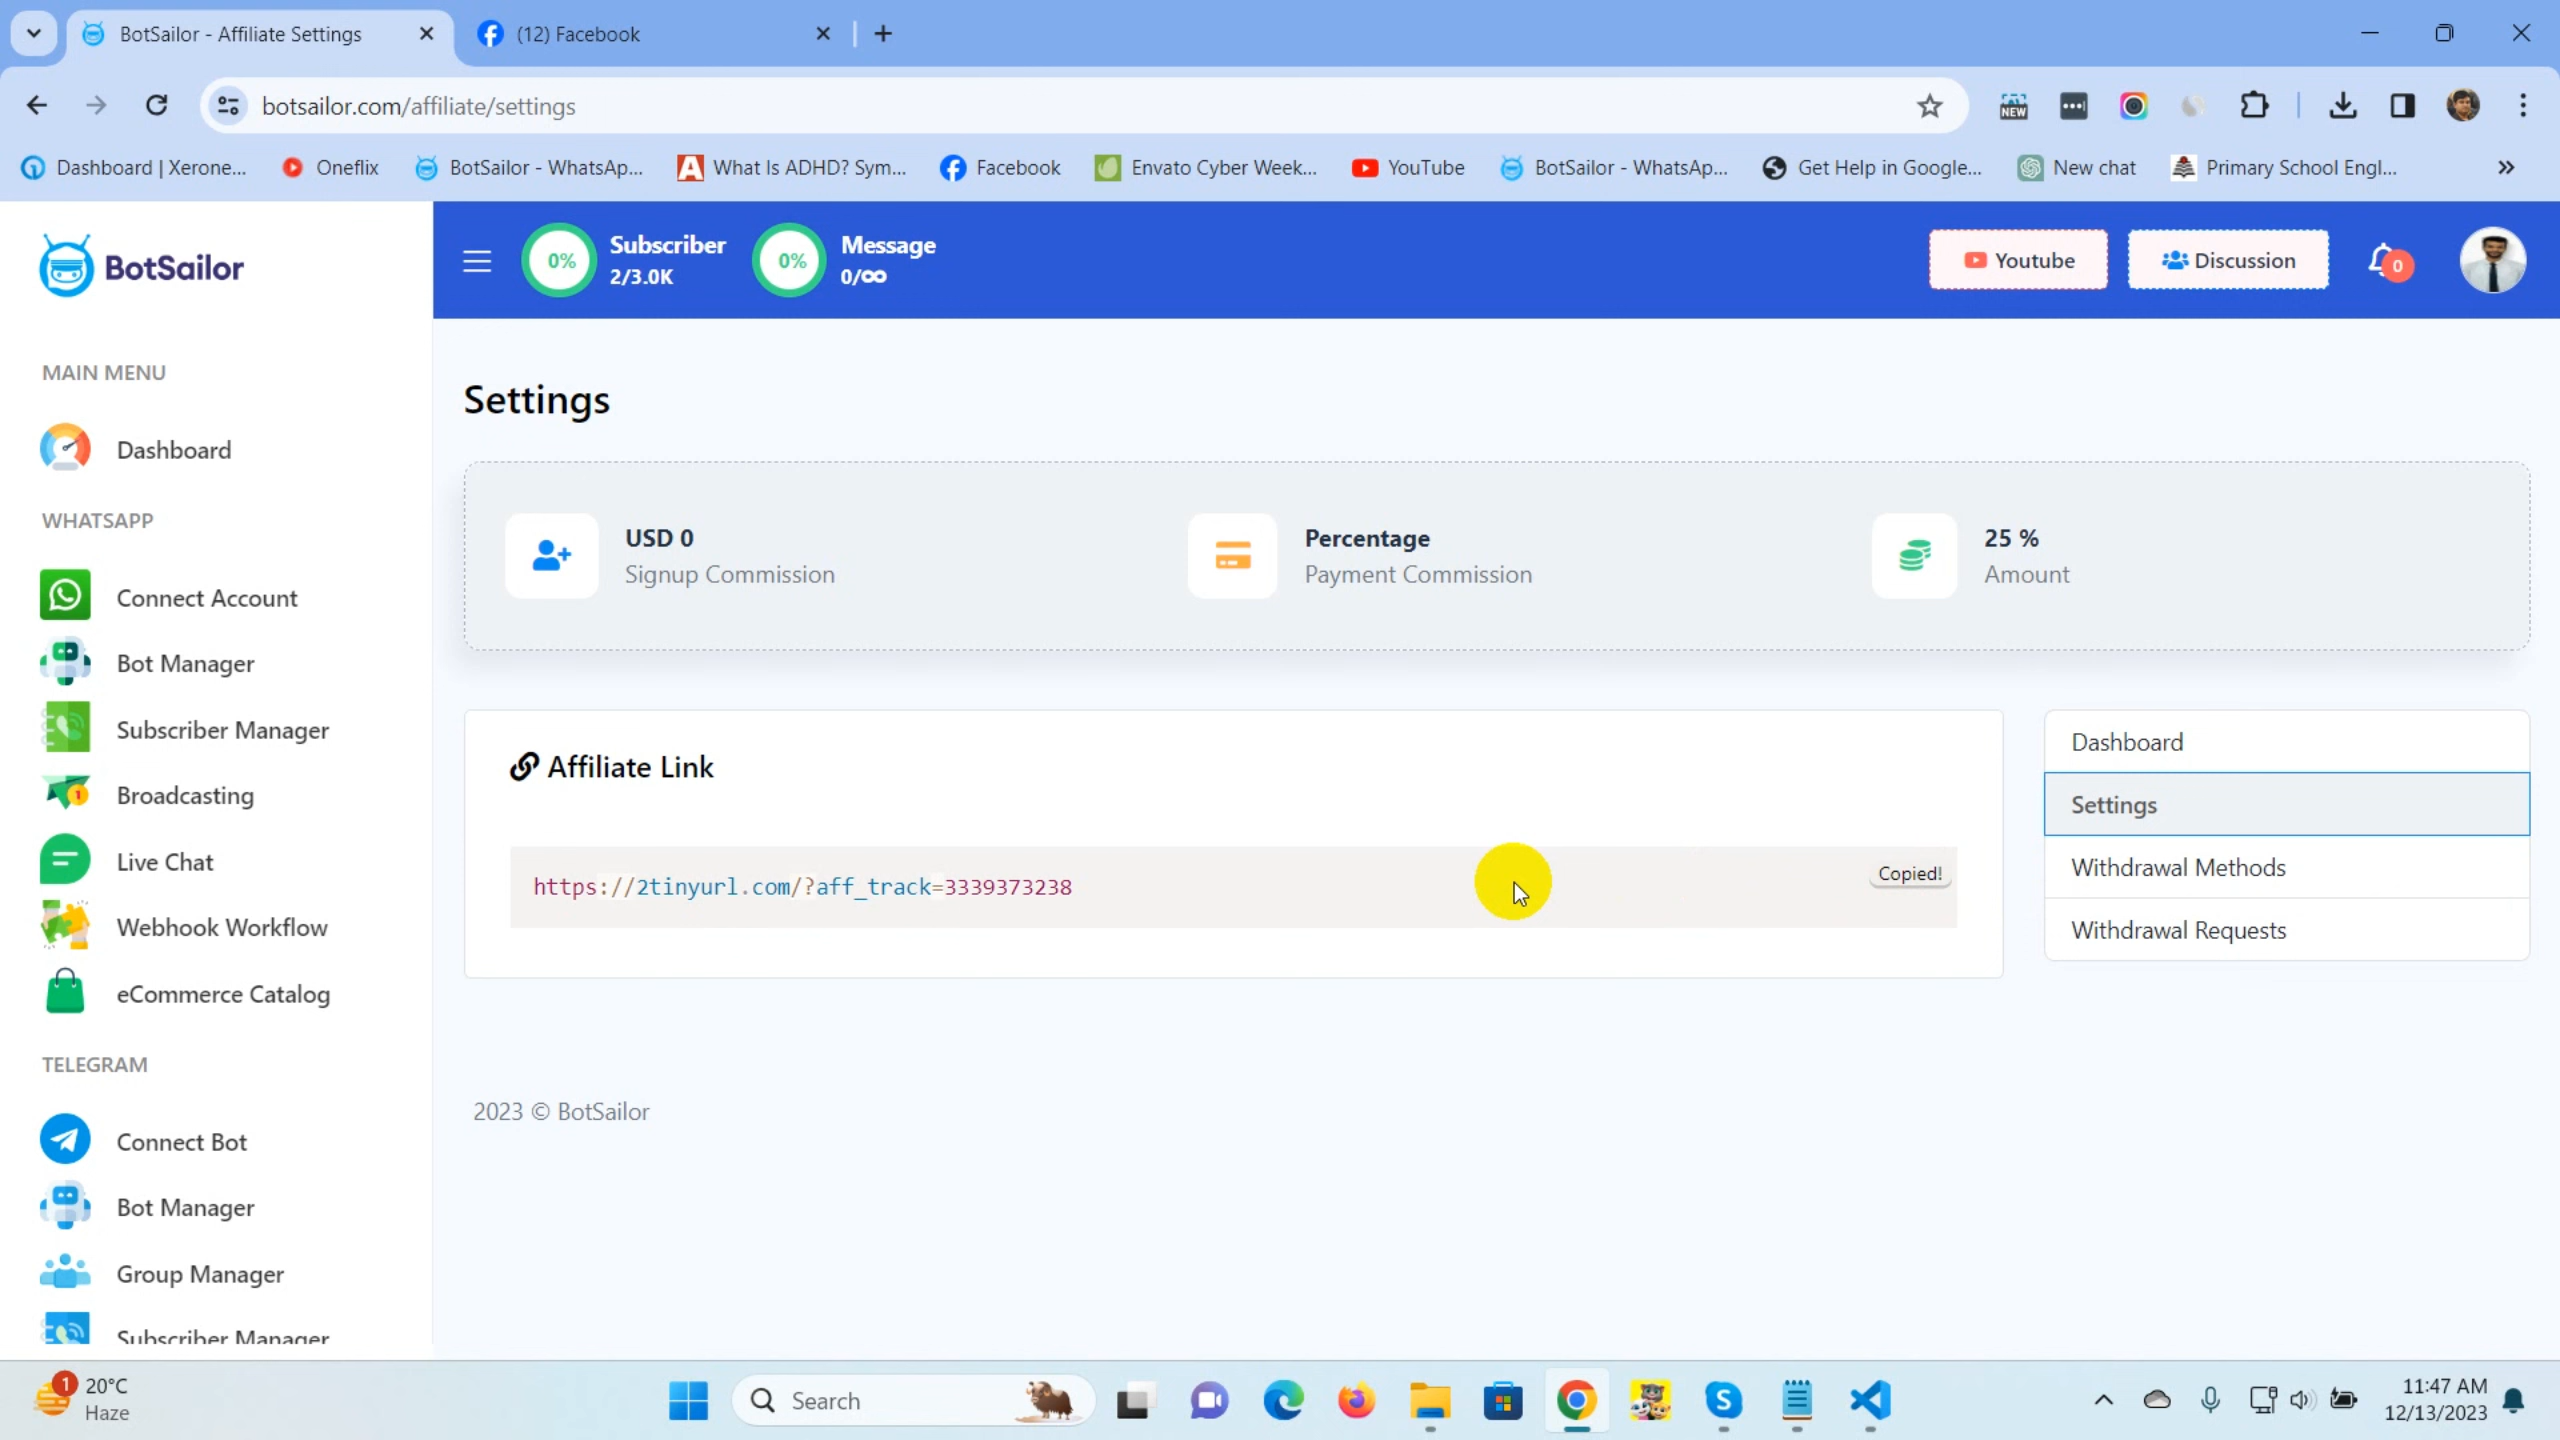 BotSailor - Affiliate Settings
(12) Facebook
botsailor.com/affiliate/settings
NEW
Dashboard | Xerone...
Oneflix
BotSailor - WhatsAp...
What Is ADHD? Sym...
Facebook
Envato Cyber Week...
YouTube
BotSailor - WhatsAp...
Get Help in Google...
New chat
Primary School Engl...
BotSailor
0%
Subscriber
2/3.0K
0%
Message
0/∞
Youtube
Discussion
0
MAIN MENU
Dashboard
WHATSAPP
Connect Account
Bot Manager
Subscriber Manager
1
Broadcasting
Live Chat
Webhook Workflow
eCommerce Catalog
TELEGRAM
Connect Bot
Bot Manager
Group Manager
Subscriber Manager
Settings
USD 0
Signup Commission
Percentage
Payment Commission
25 %
Amount
Affiliate Link
https://2tinyurl.com/?aff_track=3339373238
Copied!
Dashboard
Settings
Withdrawal Methods
Withdrawal Requests
2023 © BotSailor
1
20°C
Haze
Search
11:47 AM
12/13/2023